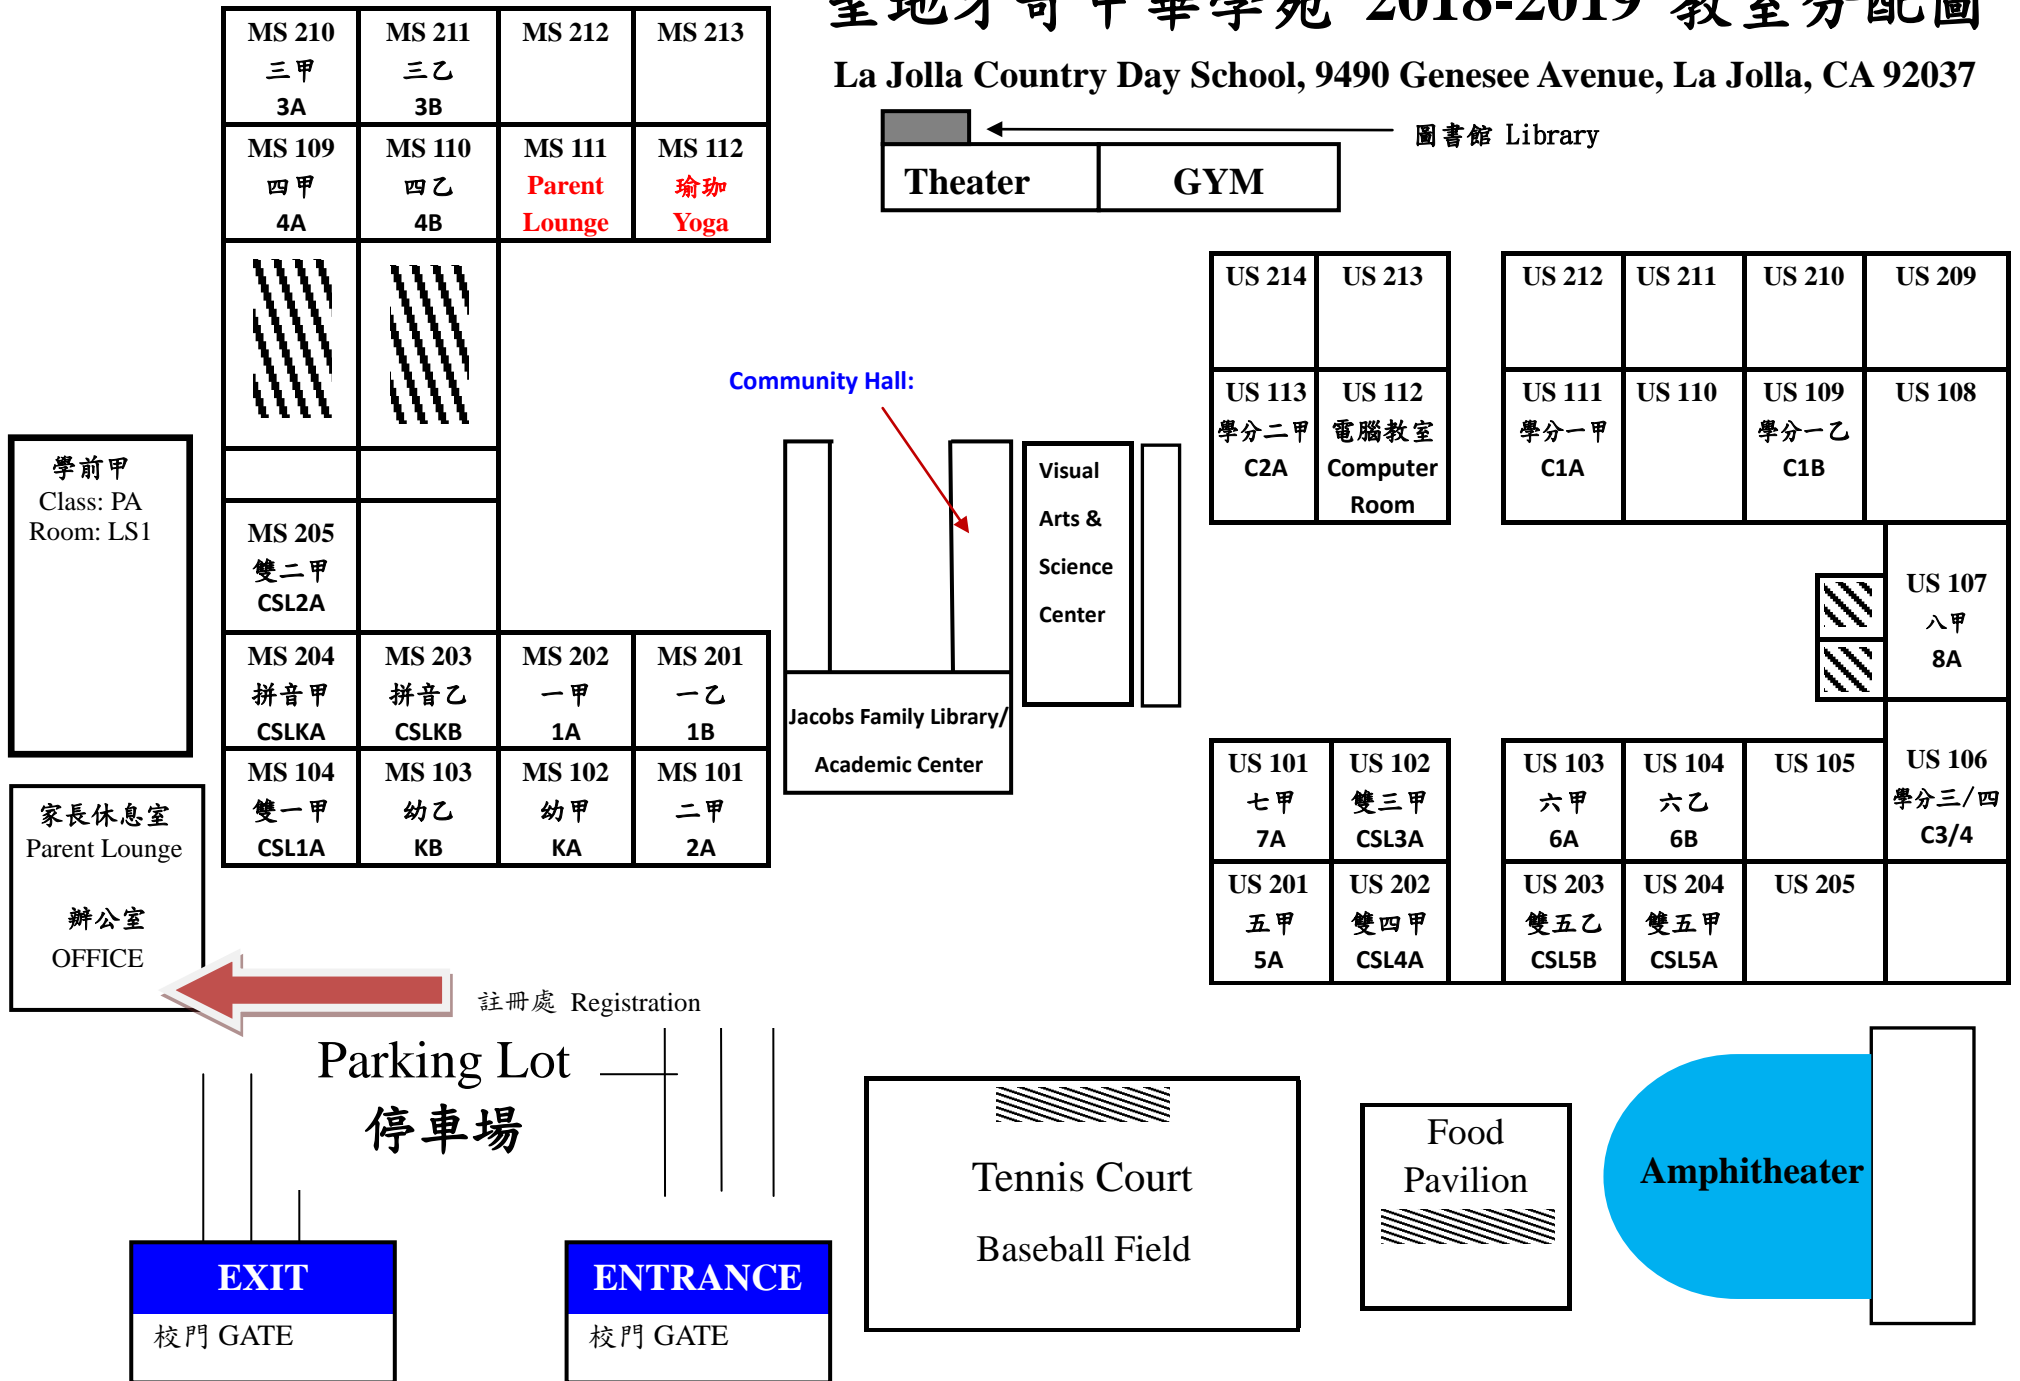 聖地牙哥中華學苑 2018-2019 教室分配圖
La Jolla Country Day School, 9490 Genesee Avenue, La Jolla, CA 92037
圖書館 Library
Theater
GYM
MS 210
三甲
3A
MS 211
三乙
3B
MS 212
MS 213
MS 109
四甲
4A
MS 110
四乙
4B
MS 111
Parent
Lounge
MS 112
瑜珈
Yoga
學前甲
Class: PA
Room: LS1
MS 205
雙二甲
CSL2A
MS 204
拼音甲
CSLKA
MS 203
拼音乙
CSLKB
MS 202
一甲
1A
MS 201
一乙
1B
MS 104
雙一甲
CSL1A
MS 103
幼乙
KB
MS 102
幼甲
KA
MS 101
二甲
2A
家長休息室
Parent Lounge
辦公室
OFFICE
註冊處 Registration
Community Hall:
Jacobs Family Library/
Academic Center
Visual
Arts &
Science
Center
US 214
US 213
US 212
US 211
US 210
US 209
US 113
學分二甲
C2A
US 112
電腦教室
Computer
Room
US 111
學分一甲
C1A
US 110
US 109
學分一乙
C1B
US 108
US 107
八甲
8A
US 101
七甲
7A
US 102
雙三甲
CSL3A
US 103
六甲
6A
US 104
六乙
6B
US 105
US 106
學分三/四
C3/4
US 201
五甲
5A
US 202
雙四甲
CSL4A
US 203
雙五乙
CSL5B
US 204
雙五甲
CSL5A
US 205
Parking Lot
停車場
EXIT
校門 GATE
ENTRANCE
校門 GATE
Tennis Court
Baseball Field
Food
Pavilion
Amphitheater